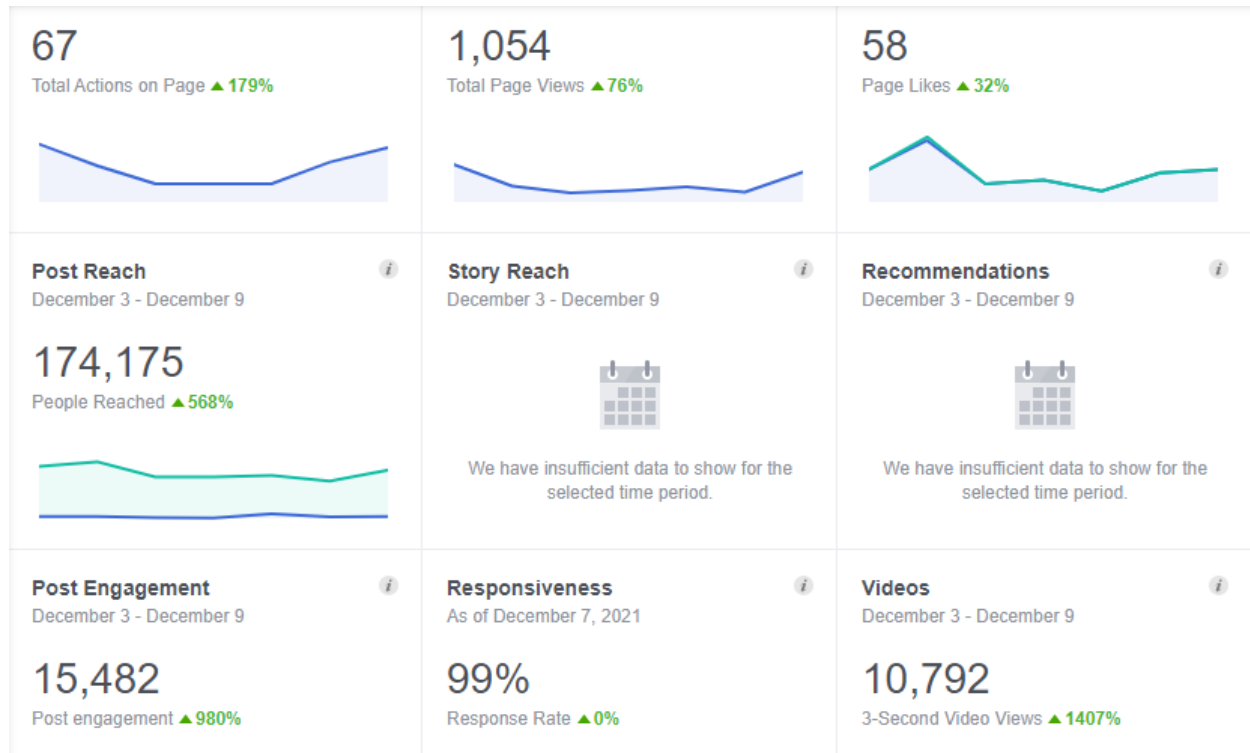 67
Total Actions on Page ▲179%
1,054
Total Page Views ▲76%
58
Page Likes ▲32%
Post Reach
December 3 - December 9
174,175
People Reached ▲568%
Story Reach
December 3 - December 9
We have insufficient data to show for the
selected time period.
Recommendations
December 3 - December 9
We have insufficient data to show for the
selected time period.
Post Engagement
December 3 - December 9
15,482
Post engagement ▲980%
Responsiveness
As of December 7, 2021
99%
Response Rate ▲0%
Videos
December 3 - December 9
10,792
3-Second Video Views ▲1407%